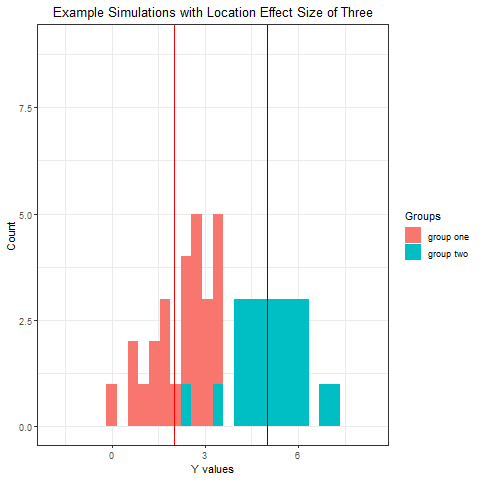 Example Simulations with Location Effect Size of Three
7.5
5.0
2.5
0.0
Count
0 3 6
Y values
Groups
group one
group two